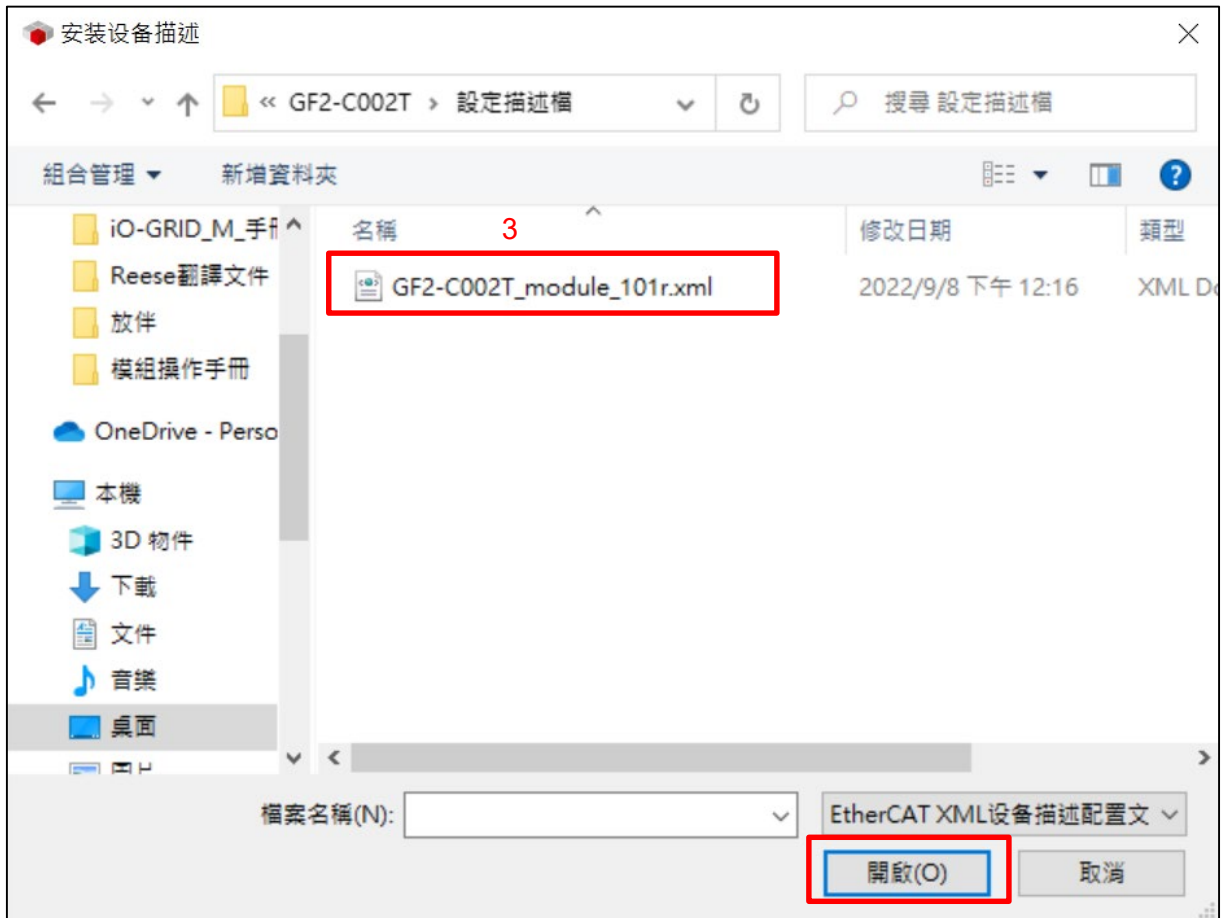 安装设备描述
« GF2-C002T › 設定描述檔
搜尋 設定描述檔
組合管理 新增資料夾
名稱 3 修改日期 類型
GF2-C002T_module_101r.xml 2022/9/8 下午 12:16 XML Do
iO-GRID_M_手
Reese翻譯文件
放伴
模組操作手冊
OneDrive - Perso
本機
3D 物件
下載
文件
音樂
桌面
檔案名稱(N): EtherCAT XML设备描述配置文
開啟(O) 取消